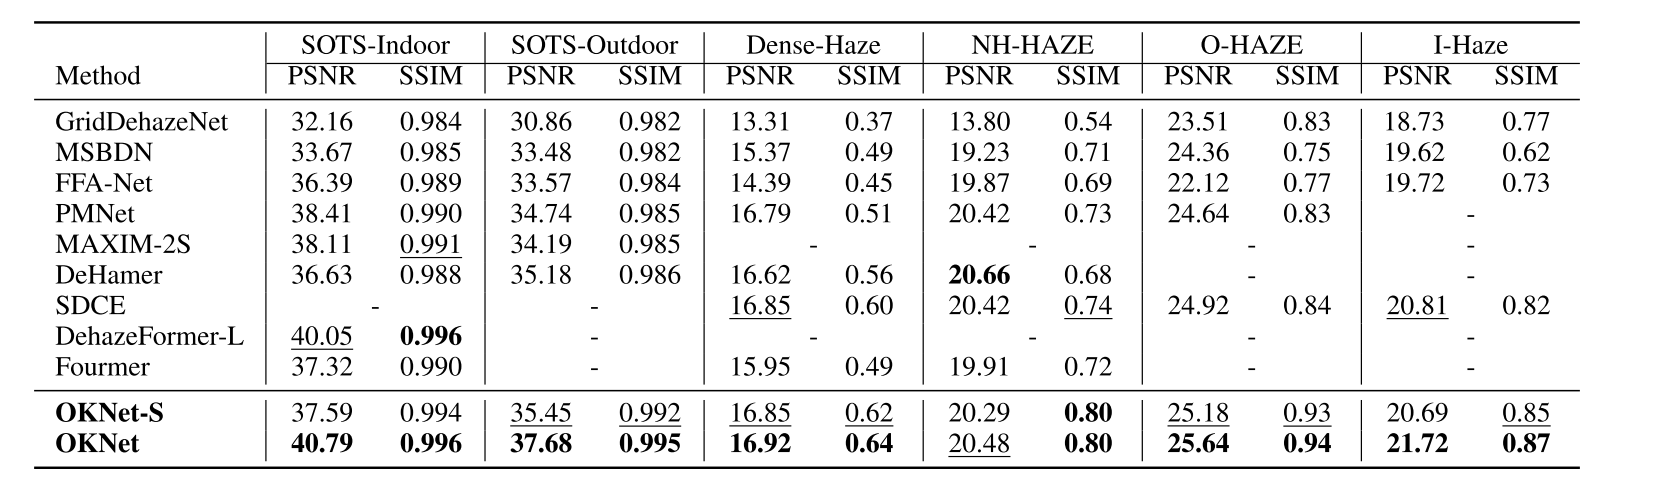 SOTS-Indoor SOTS-Outdoor Dense-Haze NH-HAZE O-HAZE I-Haze
Method PSNR SSIM PSNR SSIM PSNR SSIM PSNR SSIM PSNR SSIM PSNR SSIM
GridDehazeNet 32.16 0.984 30.86 0.982 13.31 0.37 13.80 0.54 23.51 0.83 18.73 0.77
MSBDN 33.67 0.985 33.48 0.982 15.37 0.49 19.23 0.71 24.36 0.75 19.62 0.62
FFA-Net 36.39 0.989 33.57 0.984 14.39 0.45 19.87 0.69 22.12 0.77 19.72 0.73
PMNet 38.41 0.990 34.74 0.985 16.79 0.51 20.42 0.73 24.64 0.83 -
MAXIM-2S 38.11 0.991 34.19 0.985 - - - -
DeHamer 36.63 0.988 35.18 0.986 16.62 0.56 20.66 0.68 - -
SDCE - - 16.85 0.60 20.42 0.74 24.92 0.84 20.81 0.82
DehazeFormer-L 40.05 0.996 - - - - -
Fourmer 37.32 0.990 - 15.95 0.49 19.91 0.72 - -
OKNet-S 37.59 0.994 35.45 0.992 16.85 0.62 20.29 0.80 25.18 0.93 20.69 0.85
OKNet 40.79 0.996 37.68 0.995 16.92 0.64 20.48 0.80 25.64 0.94 21.72 0.87